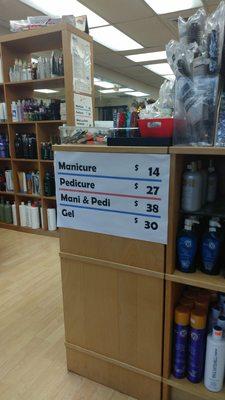 Manicure $ 14
Pedicure $ 27
Mani & Pedi $ 38
Gel $ 30